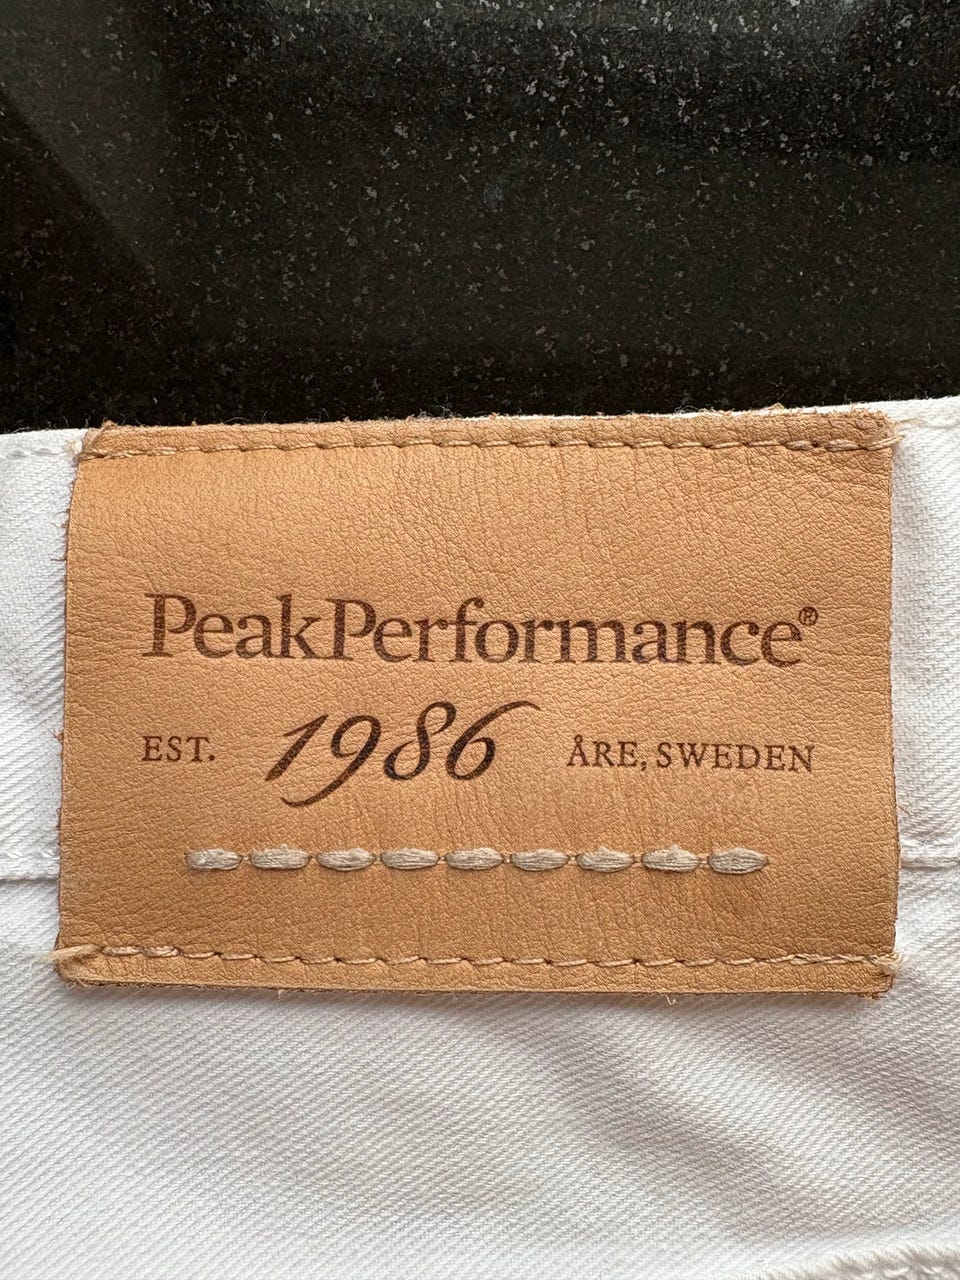 PeakPerformance®
EST. 1986 ÅRE, SWEDEN